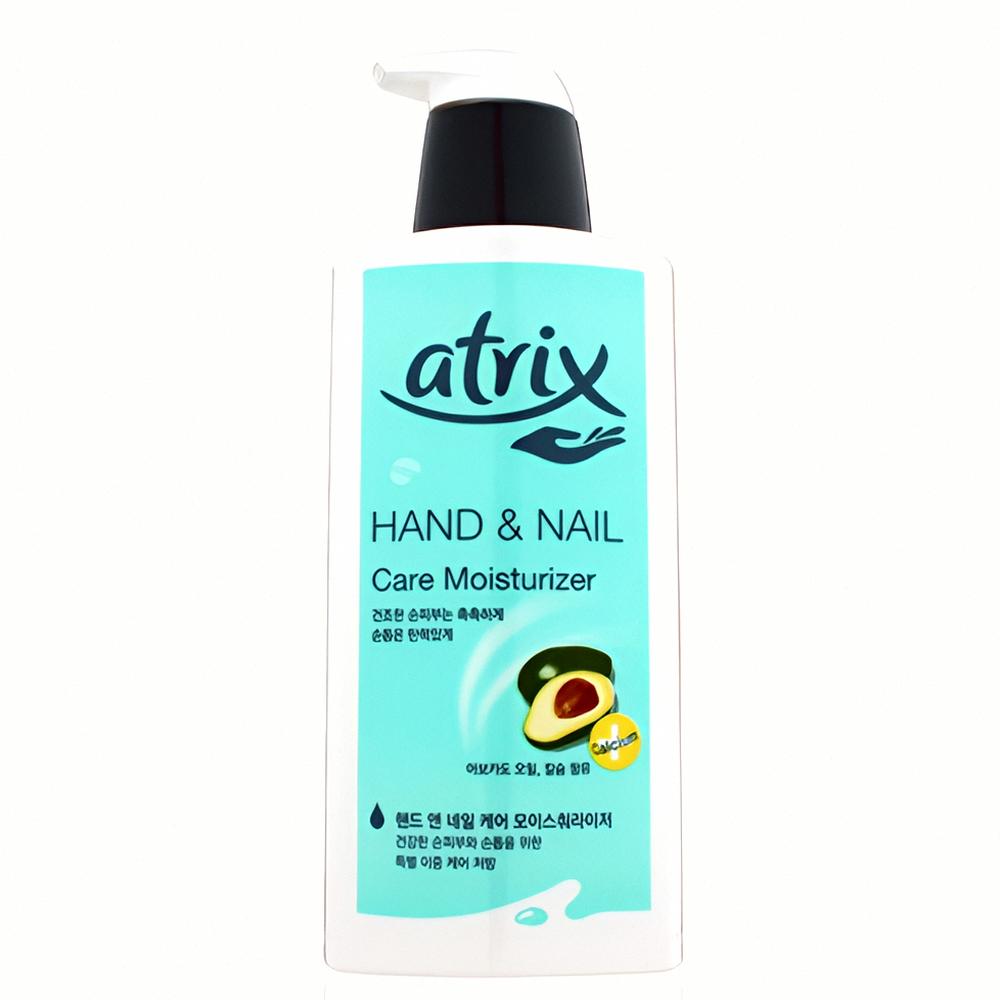 atrix
HAND & NAIL
Care Moisturizer
건조한 손피부는 촉촉하게
손톱은 탄력있게
Calcium
아보카도 오일, 칼슘 함유
핸드 앤 네일 케어 모이스춰라이저
건강한 손피부와 손톱을 위한
특별 이중 케어 처방